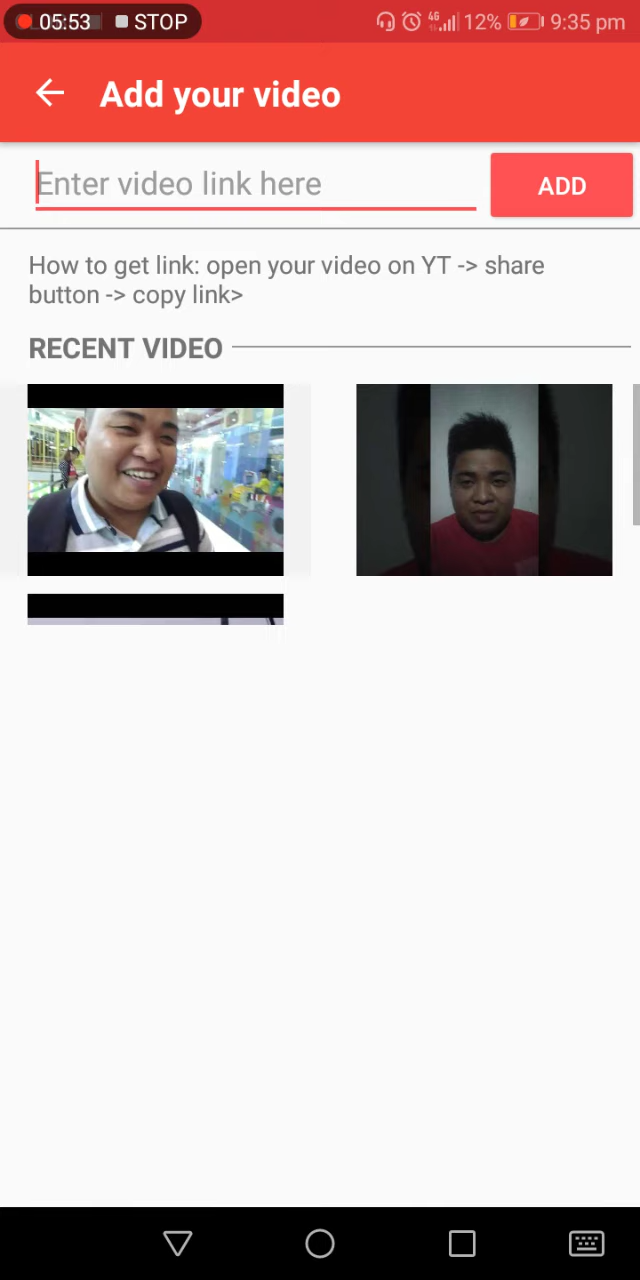 05:53 STOP 4G 12% 9:35 pm
Add your video
Enter video link here
ADD
How to get link: open your video on YT -> share
button -> copy link>
RECENT VIDEO